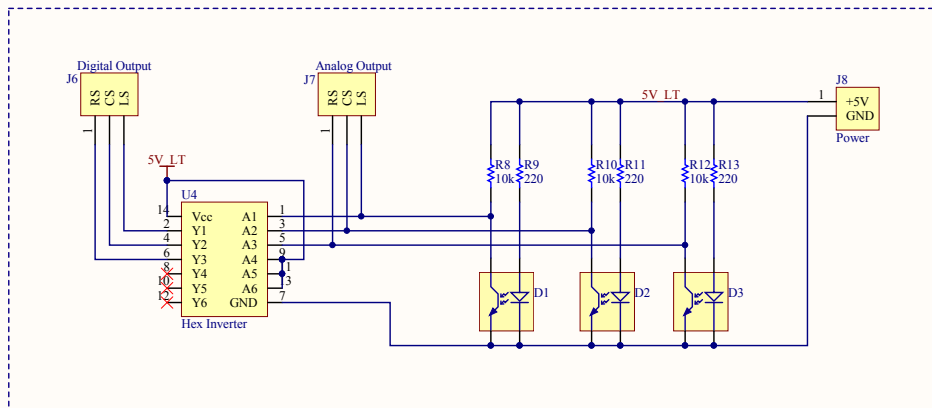 Digital Output
J6
RS
CS
LS
1
Analog Output
J7
RS
CS
LS
1
J8
1
+5V
GND
Power
5V_LT
5V_LT
R8
10k
R9
220
R10
10k
R11
220
R12
10k
R13
220
U4
14 Vcc A1 1
2 Y1 A2 3
4 Y2 A3 5
6 Y3 A4 9
8 Y4 A5 1
10 Y5 A6 3
12 Y6 GND 7
Hex Inverter
D1
D2
D3